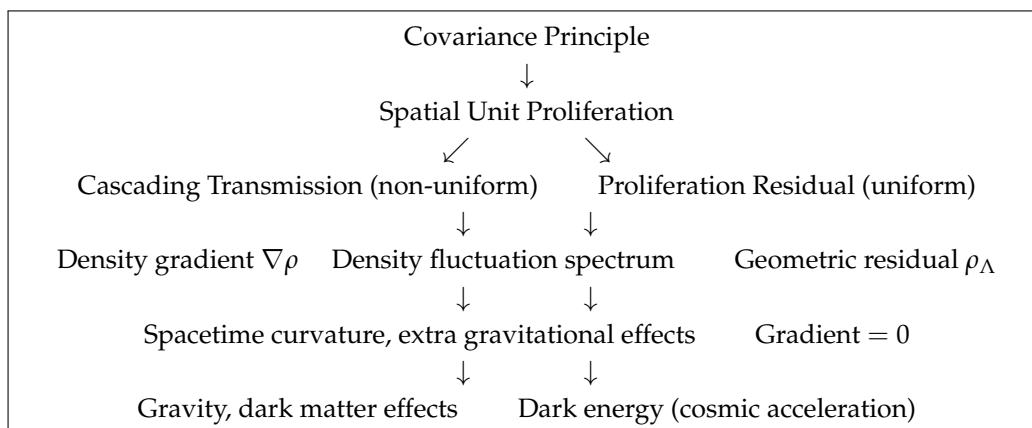 Covariance Principle
↓
Spatial Unit Proliferation
↙ ↘
Cascading Transmission (non-uniform) Proliferation Residual (uniform)
↓ ↓
Density gradient ∇ρ Density fluctuation spectrum Geometric residual ρ_Λ
↓ ↓
Spacetime curvature, extra gravitational effects Gradient = 0
↓ ↓
Gravity, dark matter effects Dark energy (cosmic acceleration)